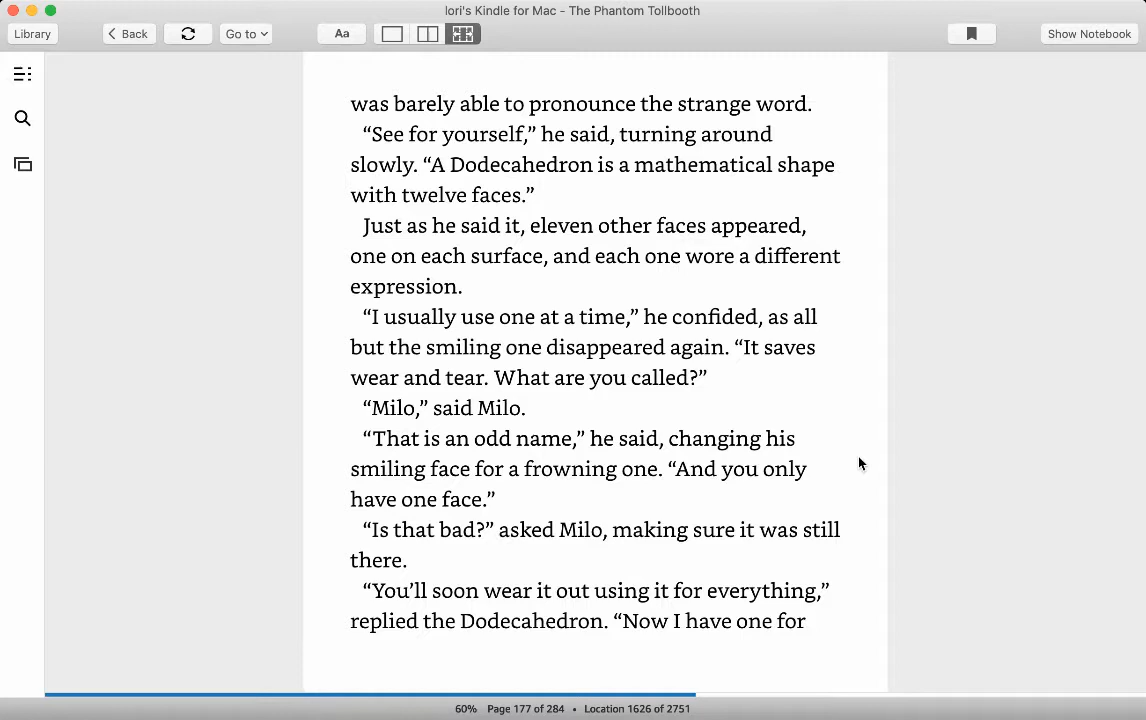 lori's Kindle for Mac - The Phantom Tollbooth
Library
Back
Go to
Aa
Show Notebook
was barely able to pronounce the strange word.
“See for yourself,” he said, turning around
slowly. “A Dodecahedron is a mathematical shape
with twelve faces.”
Just as he said it, eleven other faces appeared,
one on each surface, and each one wore a different
expression.
“I usually use one at a time,” he confided, as all
but the smiling one disappeared again. “It saves
wear and tear. What are you called?”
“Milo,” said Milo.
“That is an odd name,” he said, changing his
smiling face for a frowning one. “And you only
have one face.”
“Is that bad?” asked Milo, making sure it was still
there.
“You’ll soon wear it out using it for everything,”
replied the Dodecahedron. “Now I have one for
60% Page 177 of 284 • Location 1626 of 2751